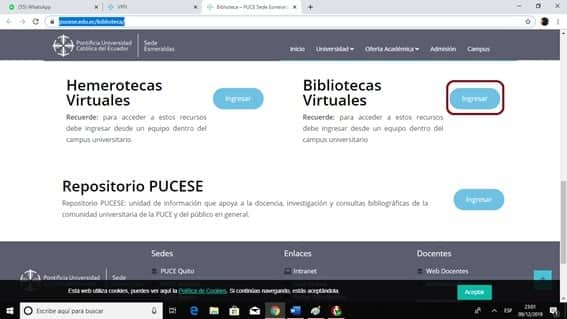 (55) WhatsApp
VPN
Biblioteca – PUCE Sede Esmeral
pucese.edu.ec/biblioteca/
Pontificia Universidad
Católica del Ecuador
Sede
Esmeraldas
Inicio Universidad Oferta Académica Admisión Campus
Hemerotecas
Virtuales
Ingresar
Recuerde: para acceder a estos recursos
debe ingresar desde un equipo dentro del
campus universitario
Bibliotecas
Virtuales
Ingresar
Recuerde: para acceder a estos recursos
debe ingresar desde un equipo dentro del
campus universitario
Repositorio PUCESE
Repositorio PUCESE: unidad de información que apoya a la docencia, investigación y consultas bibliográficas de la
comunidad universitaria de la PUCE y del público en general.
Ingresar
Sedes Enlaces Docentes
Pontificia Universidad Sede
PUCE Quito Intranet Web Docentes
Esta web utiliza cookies, puedes ver aquí la Política de Cookies. Si continúas navegando, estás aceptándola.
Aceptar
Escribe aquí para buscar
ESP
23:01
09/12/2019